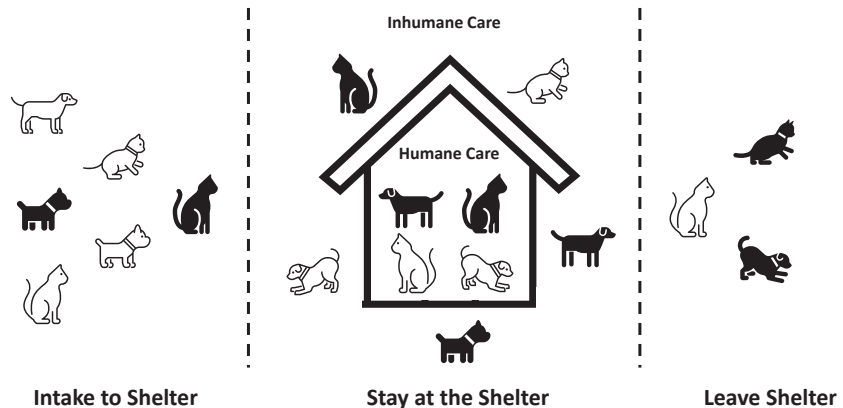 Inhumane Care
Humane Care
Intake to Shelter
Stay at the Shelter
Leave Shelter